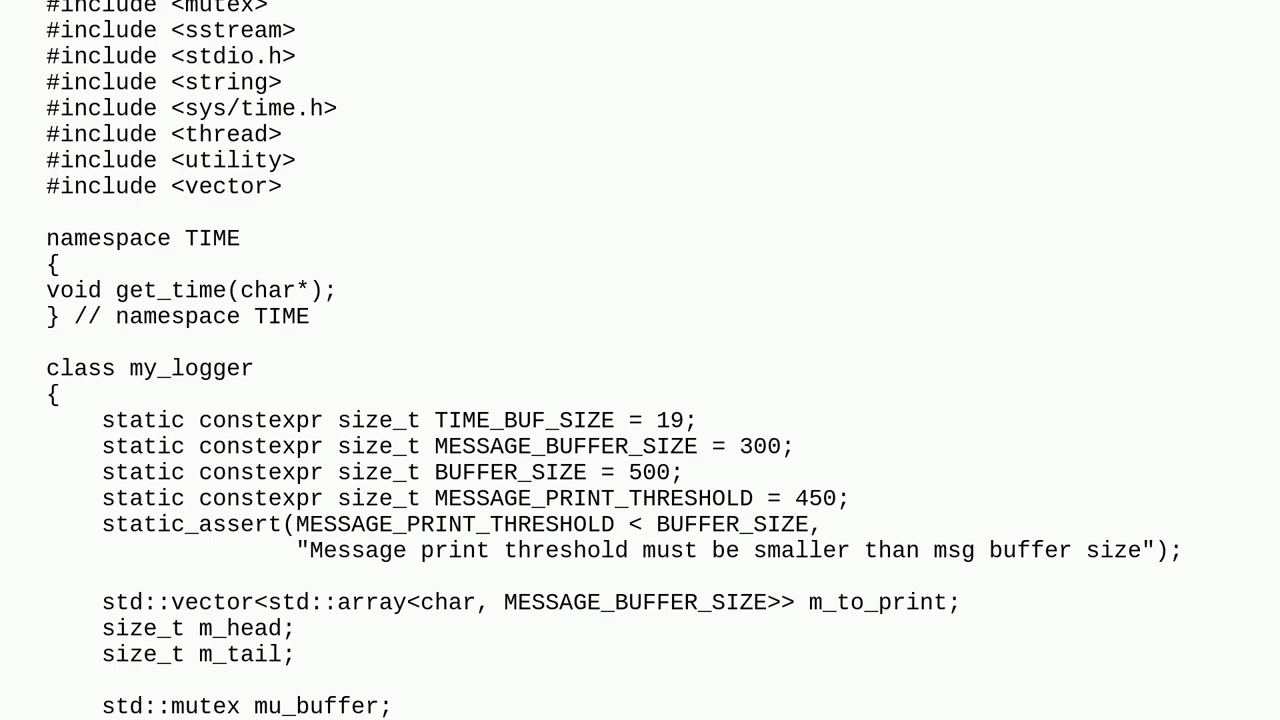 #include <mutex>
#include <sstream>
#include <stdio.h>
#include <string>
#include <sys/time.h>
#include <thread>
#include <utility>
#include <vector>

namespace TIME
{
void get_time(char*);
} // namespace TIME

class my_logger
{
    static constexpr size_t TIME_BUF_SIZE = 19;
    static constexpr size_t MESSAGE_BUFFER_SIZE = 300;
    static constexpr size_t BUFFER_SIZE = 500;
    static constexpr size_t MESSAGE_PRINT_THRESHOLD = 450;
    static_assert(MESSAGE_PRINT_THRESHOLD < BUFFER_SIZE,
                  "Message print threshold must be smaller than msg buffer size");

    std::vector<std::array<char, MESSAGE_BUFFER_SIZE>> m_to_print;
    size_t m_head;
    size_t m_tail;

    std::mutex mu_buffer;